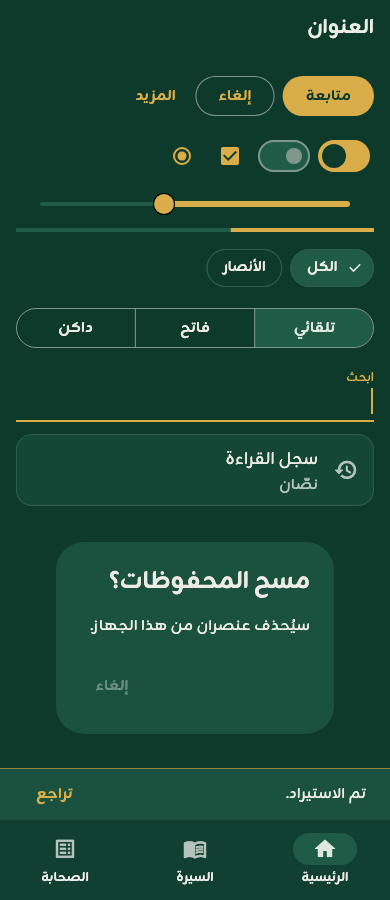 العنوان
متابعة
إلغاء
المزيد
الكل
الأنصار
تلقائي
فاتح
داكن
ابحث
سجل القراءة
نصّان
مسح المحفوظات؟
سيُحذف عنصران من هذا الجهاز.
إلغاء
تم الاستيراد.
تراجع
الرئيسية
السيرة
الصحابة